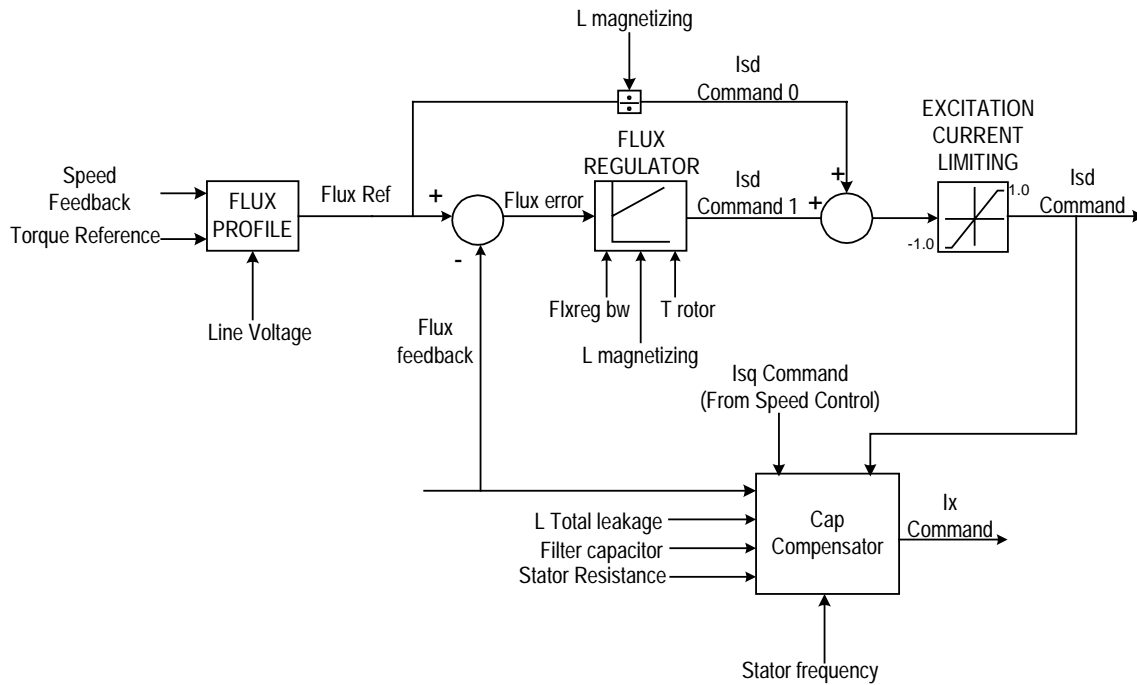 L magnetizing
Isd
Command 0
EXCITATION
CURRENT
LIMITING
FLUX
REGULATOR
Speed
Feedback
Torque Reference
FLUX
PROFILE
Flux Ref
+
-
Flux error
Isd
Command 1
+
+
1.0
-1.0
Isd
Command
Line Voltage
Flux
feedback
Flxreg bw
T rotor
L magnetizing
Isq Command
(From Speed Control)
L Total leakage
Filter capacitor
Stator Resistance
Cap
Compensator
Ix
Command
Stator frequency